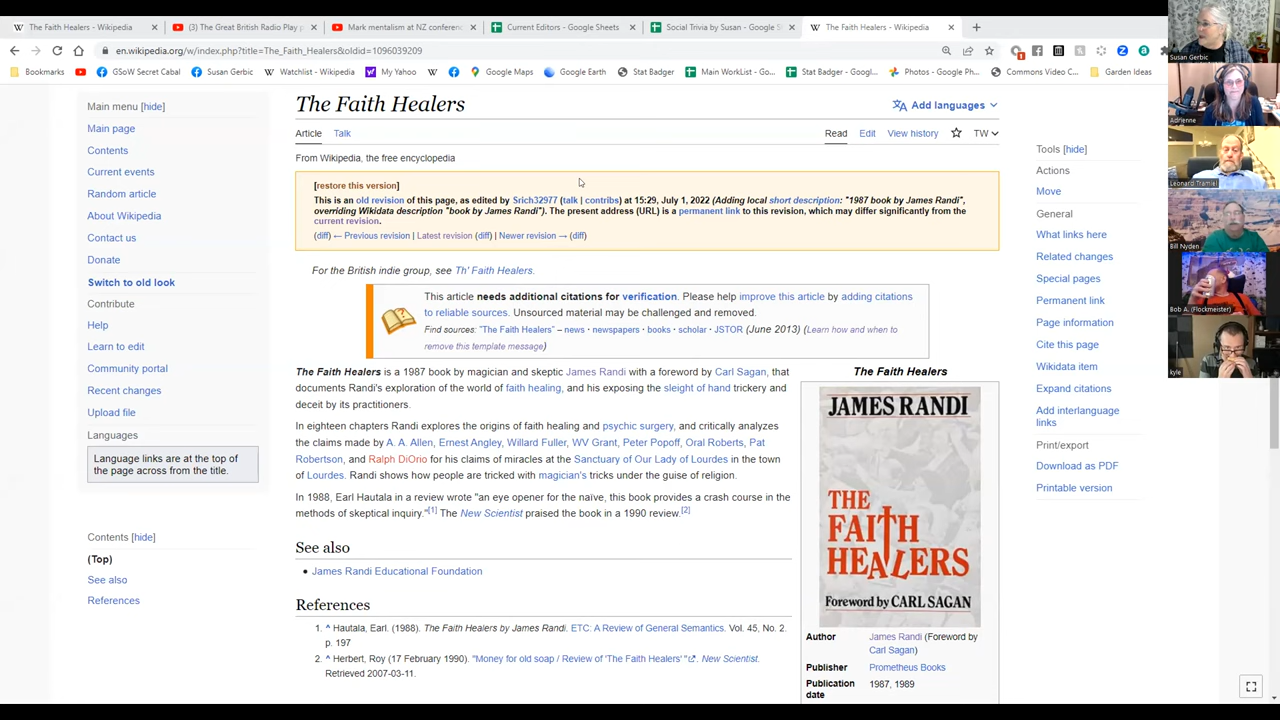 The Faith Healers - Wikipedia
(3) The Great British Radio Play
Mark mentalism at NZ conferenc
Current Editors - Google Sheets
Social Trivia by Susan - Google S
The Faith Healers - Wikipedia
en.wikipedia.org/w/index.php?title=The_Faith_Healers&oldid=1096039209
Bookmarks GSoW Secret Cabal Susan Gerbic Watchlist - Wikipedia My Yahoo Google Maps Google Earth Stat Badger Main WorkList - Go... Stat Badger - Goo... Photos - Google Ph... Commons Video C... Garden Ideas
Susan Gerbic
Adrienne
Leonard Tramiel
Bill Nyden
Bob A. (Flockmeister)
kyle
Main menu [hide]
Main page
Contents
Current events
Random article
About Wikipedia
Contact us
Donate
Switch to old look
Contribute
Help
Learn to edit
Community portal
Recent changes
Upload file
Languages
Language links are at the top
of the page across from the title.
Contents [hide]
(Top)
See also
References
The Faith Healers
Add languages
Article Talk Read Edit View history TW
From Wikipedia, the free encyclopedia
[restore this version]
This is an old revision of this page, as edited by Srich32977 (talk | contribs) at 15:29, July 1, 2022 (Adding local short description: "1987 book by James Randi",
overriding Wikidata description "book by James Randi"). The present address (URL) is a permanent link to this revision, which may differ significantly from the
current revision.
(diff) ← Previous revision | Latest revision (diff) | Newer revision → (diff)
For the British indie group, see Th' Faith Healers.
This article needs additional citations for verification. Please help improve this article by adding citations
to reliable sources. Unsourced material may be challenged and removed.
Find sources: "The Faith Healers" – news · newspapers · books · scholar · JSTOR (June 2013) (Learn how and when to
remove this template message)
The Faith Healers is a 1987 book by magician and skeptic James Randi with a foreword by Carl Sagan, that
documents Randi's exploration of the world of faith healing, and his exposing the sleight of hand trickery and
deceit by its practitioners.
In eighteen chapters Randi explores the origins of faith healing and psychic surgery, and critically analyzes
the claims made by A. A. Allen, Ernest Angley, Willard Fuller, WV Grant, Peter Popoff, Oral Roberts, Pat
Robertson, and Ralph DiOrio for his claims of miracles at the Sanctuary of Our Lady of Lourdes in the town
of Lourdes. Randi shows how people are tricked with magician's tricks under the guise of religion.
In 1988, Earl Hautala in a review wrote "an eye opener for the naive, this book provides a crash course in the
methods of skeptical inquiry."[1] The New Scientist praised the book in a 1990 review.[2]
See also
• James Randi Educational Foundation
References
1. ^ Hautala, Earl. (1988). The Faith Healers by James Randi. ETC: A Review of General Semantics. Vol. 45, No. 2.
p. 197
2. ^ Herbert, Roy (17 February 1990). "Money for old soap / Review of 'The Faith Healers' ". New Scientist.
Retrieved 2007-03-11.
The Faith Healers
JAMES RANDI
THE
FAITH
HEALERS
Foreword by CARL SAGAN
Author James Randi (Foreword by
Carl Sagan)
Publisher Prometheus Books
Publication 1987, 1989
date
Tools [hide]
Actions
Move
General
What links here
Related changes
Special pages
Permanent link
Page information
Cite this page
Wikidata item
Expand citations
Add interlanguage
links
Print/export
Download as PDF
Printable version